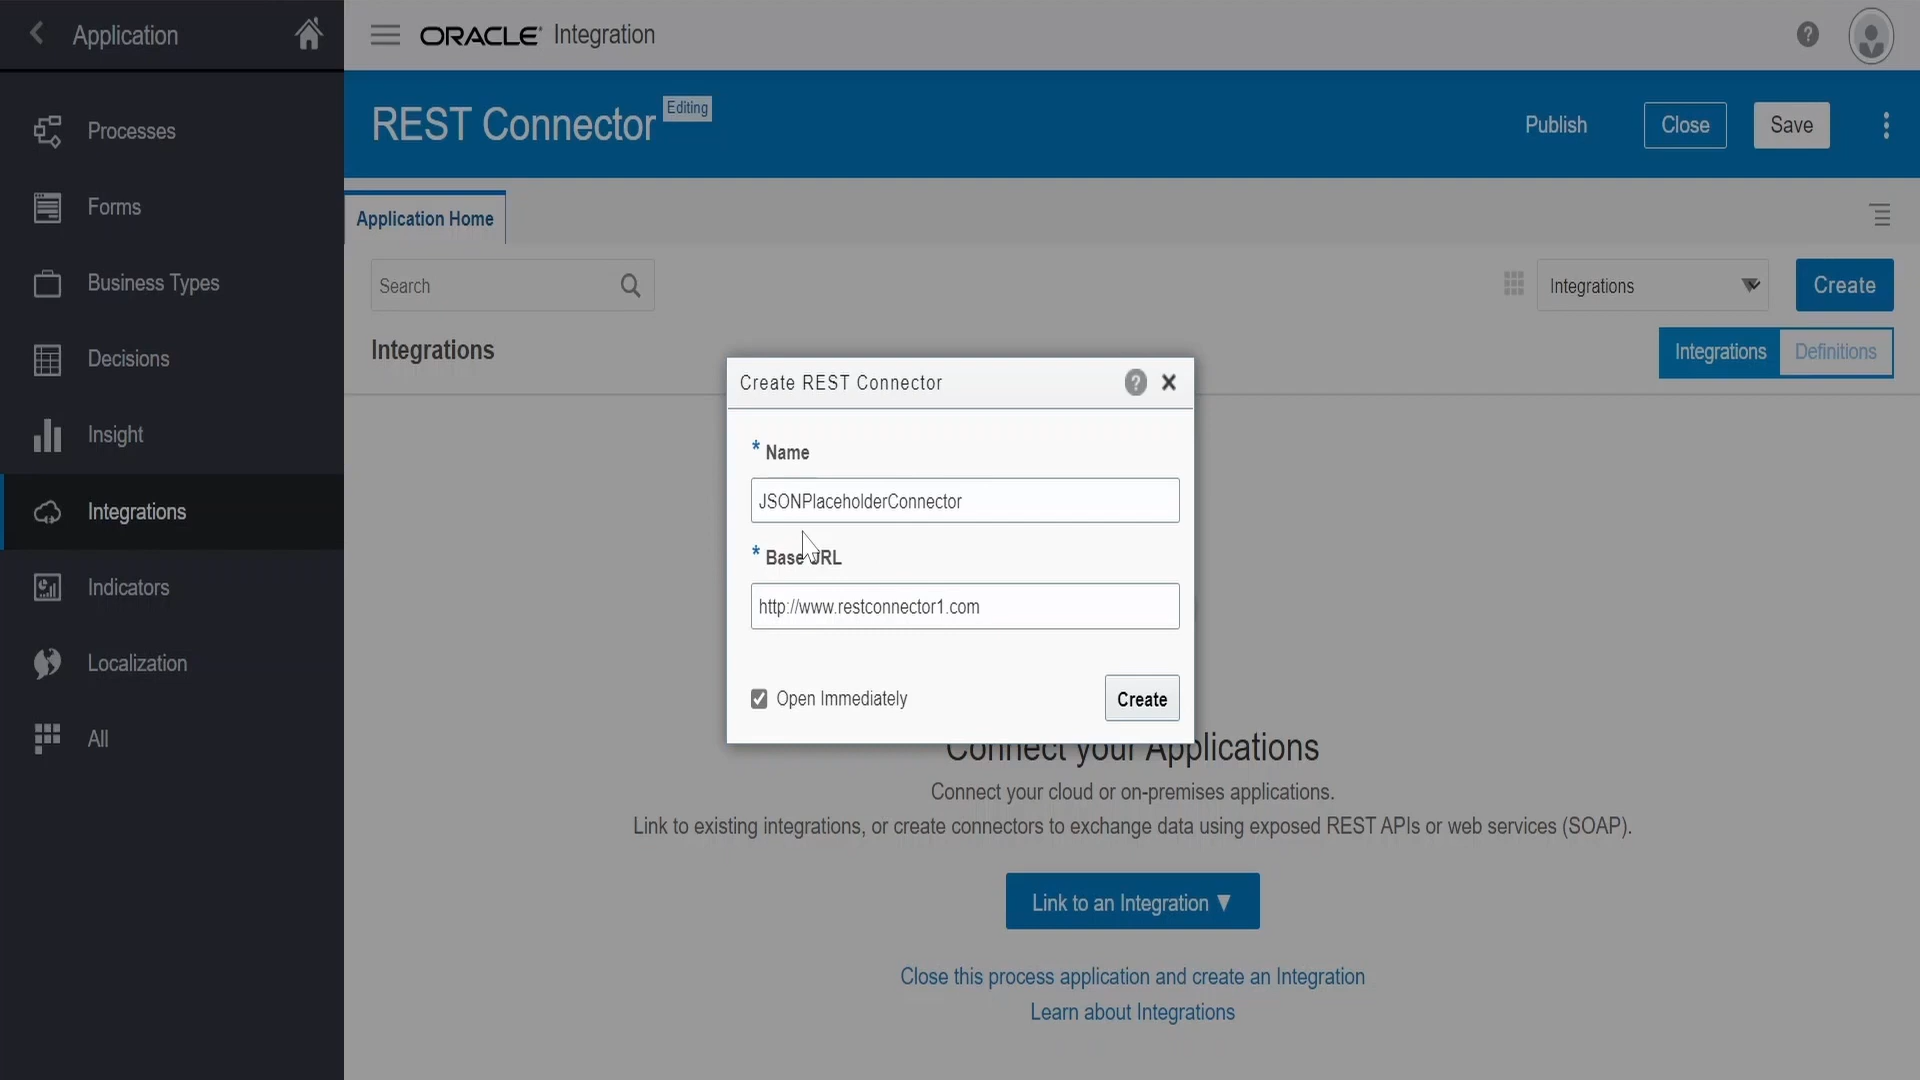 Application
ORACLE Integration
?
REST Connector Editing
Publish
Close
Save
Processes
Forms
Business Types
Decisions
Insight
Integrations
Indicators
Localization
All
Application Home
Search
Integrations
Create
Integrations
Integrations
Definitions
Create REST Connector
?
* Name
JSONPlaceholderConnector
* Base URL
http://www.restconnector1.com
Open Immediately
Create
Connect your Applications
Connect your cloud or on-premises applications.
Link to existing integrations, or create connectors to exchange data using exposed REST APIs or web services (SOAP).
Link to an Integration
Close this process application and create an Integration
Learn about Integrations